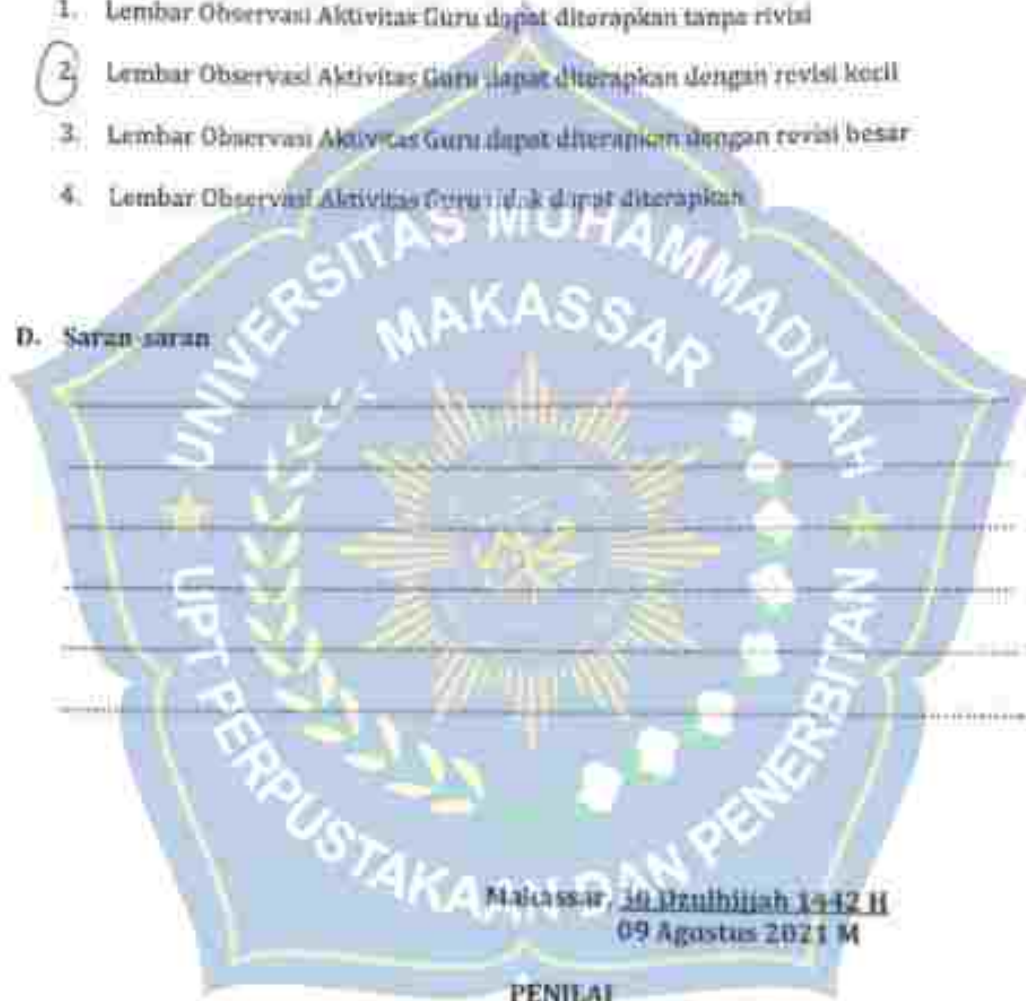 1. Lembar Observasi Aktivitas Guru dapat diterapkan tanpa rivisi
2. Lembar Observasi Aktivitas Guru dapat diterapkan dengan revisi kecil
3. Lembar Observasi Aktivitas Guru dapat diterapkan dengan revisi besar
4. Lembar Observasi Aktivitas Guru tidak dapat diterapkan
UNIVERSITAS MUHAMMADIYAH
MAKASSAR
D. Saran-saran
UPT PERPUSTAKAAN DAN PENERBITAN
Makassar, 30 Dzulhijjah 1442 H
09 Agustus 2021 M
PENILAI